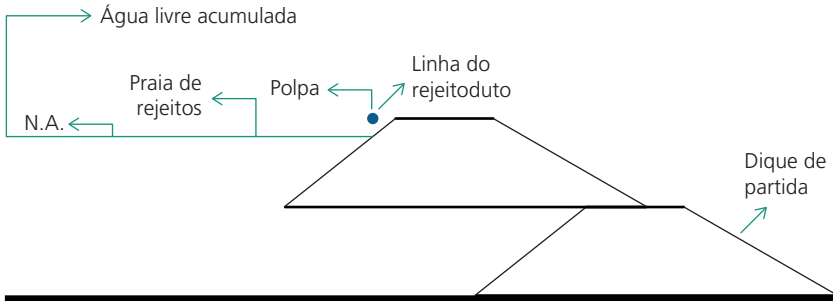 Água livre acumulada
Praia de
rejeitos
N.A.
Polpa
Linha do
rejeitoduto
Dique de
partida